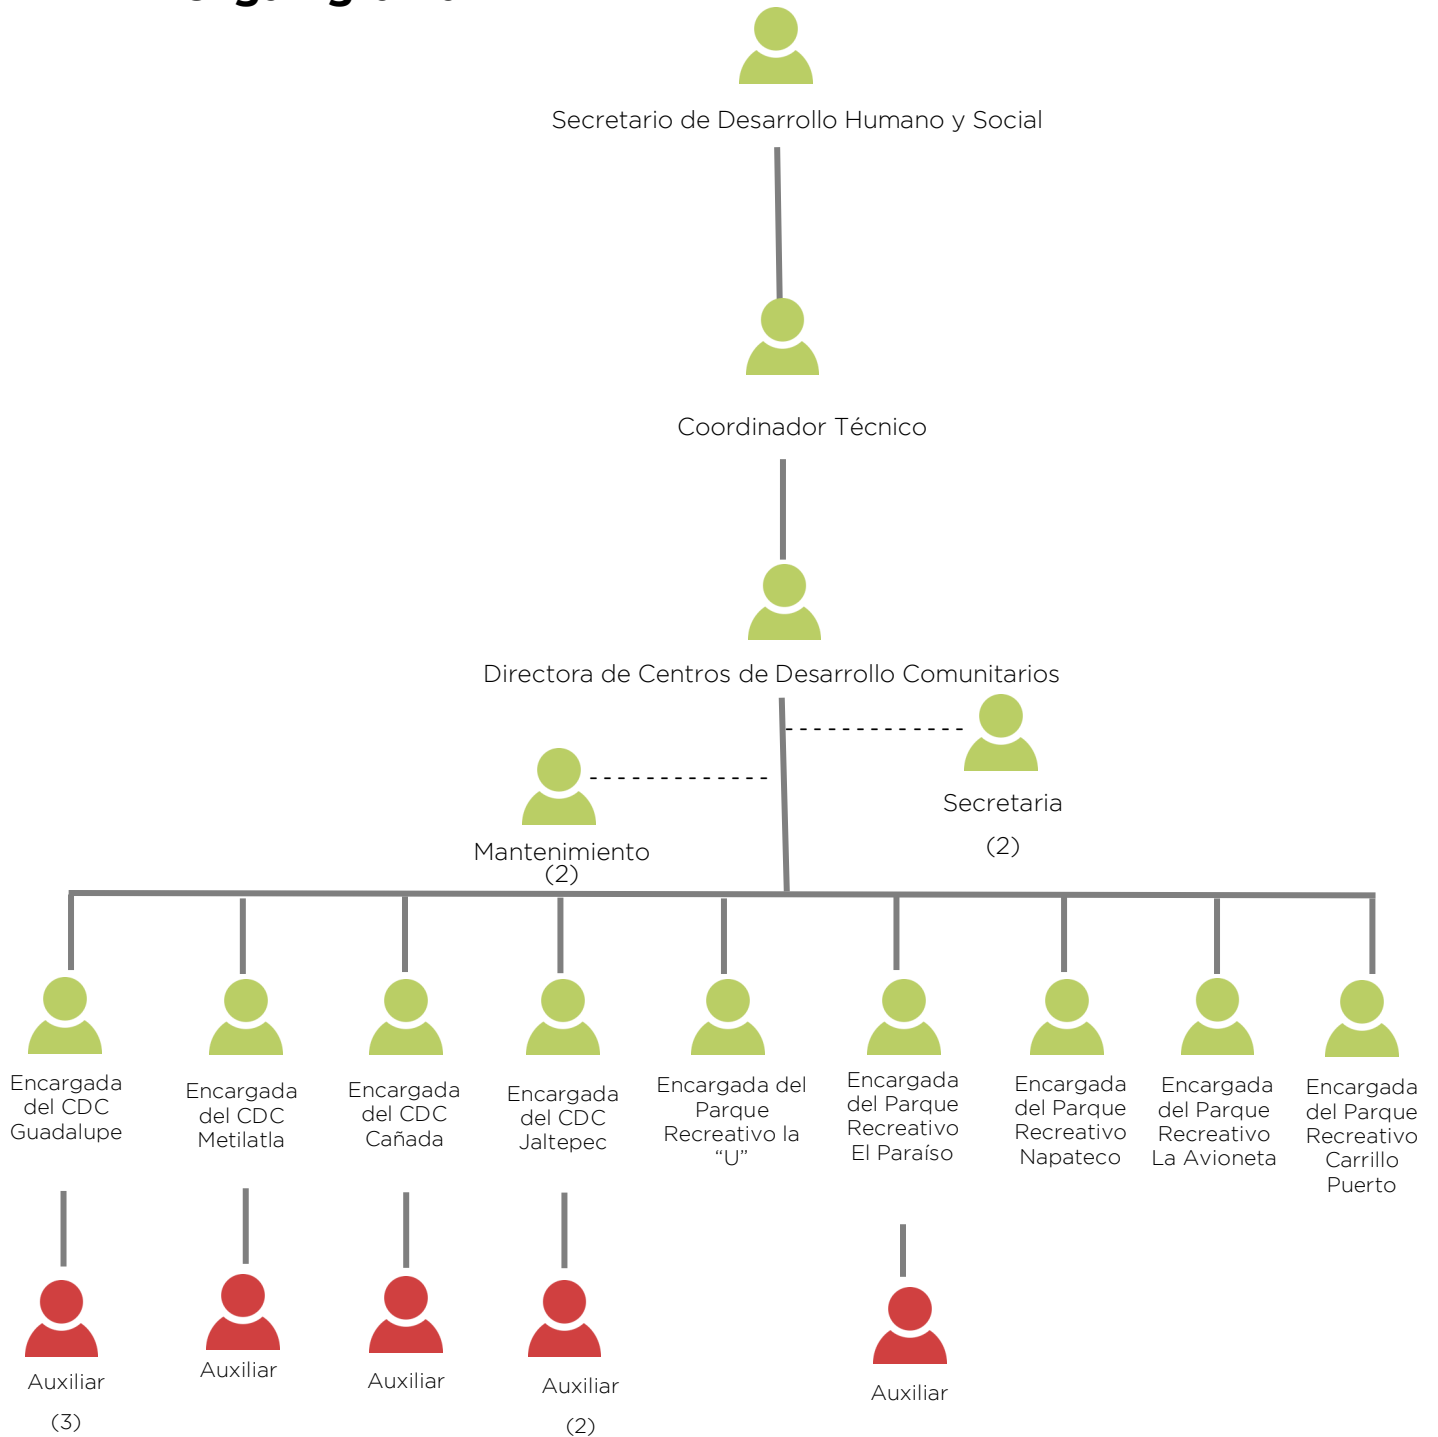 Secretario de Desarrollo Humano y Social
Coordinador Técnico
Directora de Centros de Desarrollo Comunitarios
Secretaria
(2)
Mantenimiento
(2)
Encargada
del CDC
Guadalupe
Encargada
del CDC
Metilatla
Encargada
del CDC
Cañada
Encargada
del CDC
Jaltepec
Encargada del
Parque
Recreativo la
“U”
Encargada
del Parque
Recreativo
El Paraíso
Encargada
del Parque
Recreativo
Napateco
Encargada
del Parque
Recreativo
La Avioneta
Encargada
del Parque
Recreativo
Carrillo
Puerto
Auxiliar
(3)
Auxiliar
Auxiliar
Auxiliar
(2)
Auxiliar